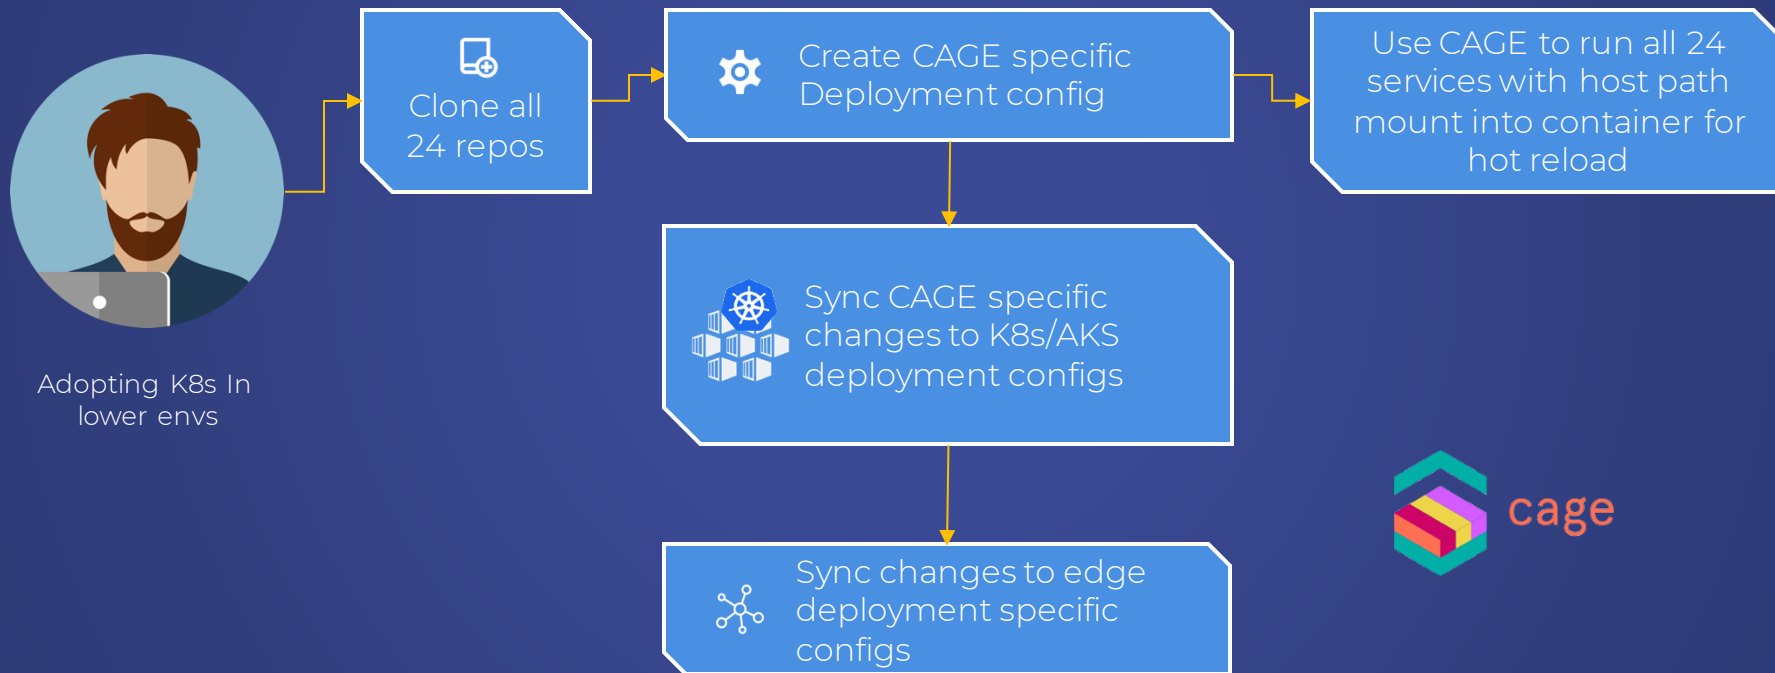 Clone all
24 repos
Create CAGE specific
Deployment config
Use CAGE to run all 24
services with host path
mount into container for
hot reload
Adopting K8s In
lower envs
Sync CAGE specific
changes to K8s/AKS
deployment configs
cage
Sync changes to edge
deployment specific
configs